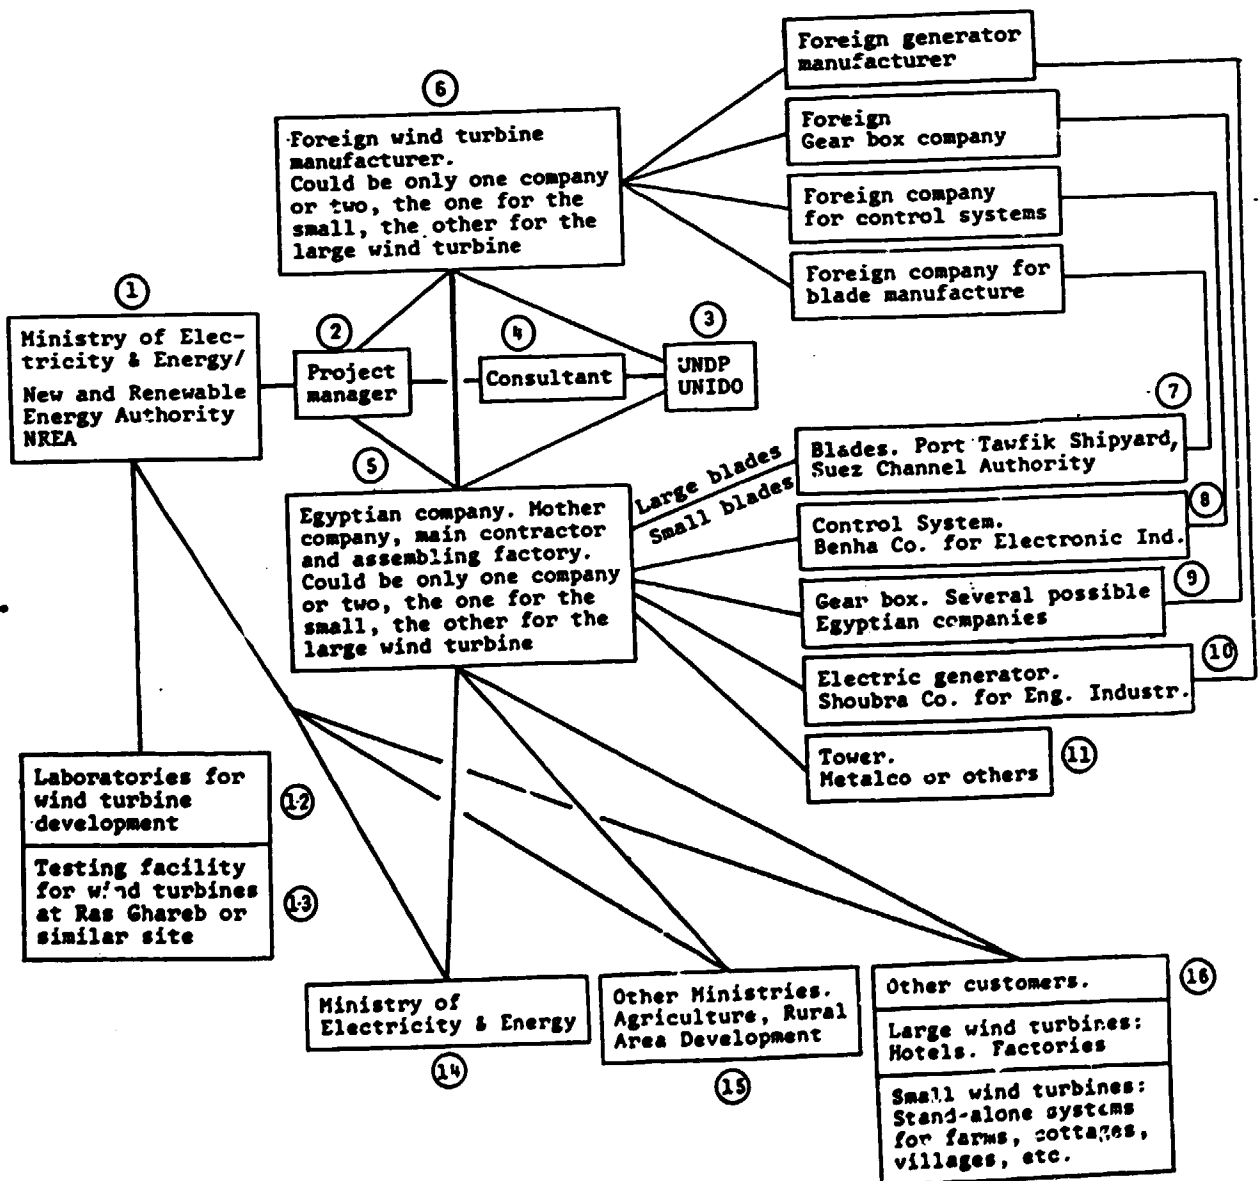 Foreign generator
manufacturer
6
Foreign wind turbine
manufacturer.
Could be only one company
or two, the one for the
small, the other for the
large wind turbine
Foreign
Gear box company
Foreign company
for control systems
Foreign company for
blade manufacture
1
Ministry of Elec-
tricity & Energy/
New and Renewable
Energy Authority
NREA
2
Project
manager
4
Consultant
3
UNDP
UNIDO
7
Blades. Port Tawfik Shipyard,
Suez Channel Authority
Large blades
Small blades
5
Egyptian company. Mother
company, main contractor
and assembling factory.
Could be only one company
or two, the one for the
small, the other for the
large wind turbine
8
Control System.
Benha Co. for Electronic Ind.
9
Gear box. Several possible
Egyptian companies
10
Electric generator.
Shoubra Co. for Eng. Industr.
11
Tower.
Metalco or others
Laboratories for
wind turbine
development
12
Testing facility
for wind turbines
at Ras Ghareb or
similar site
13
Ministry of
Electricity & Energy
14
Other Ministries.
Agriculture, Rural
Area Development
15
Other customers.
16
Large wind turbines:
Hotels. Factories
Small wind turbines:
Stand-alone systems
for farms, cottages,
villages, etc.